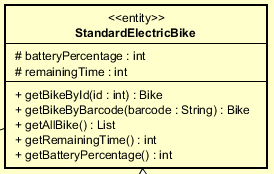 <<entity>>
StandardElectricBike
# batteryPercentage : int
# remainingTime : int
+ getBikeById(id : int) : Bike
+ getBikeByBarcode(barcode : String) : Bike
+ getAllBike() : List
+ getRemainingTime() : int
+ getBatteryPercentage() : int